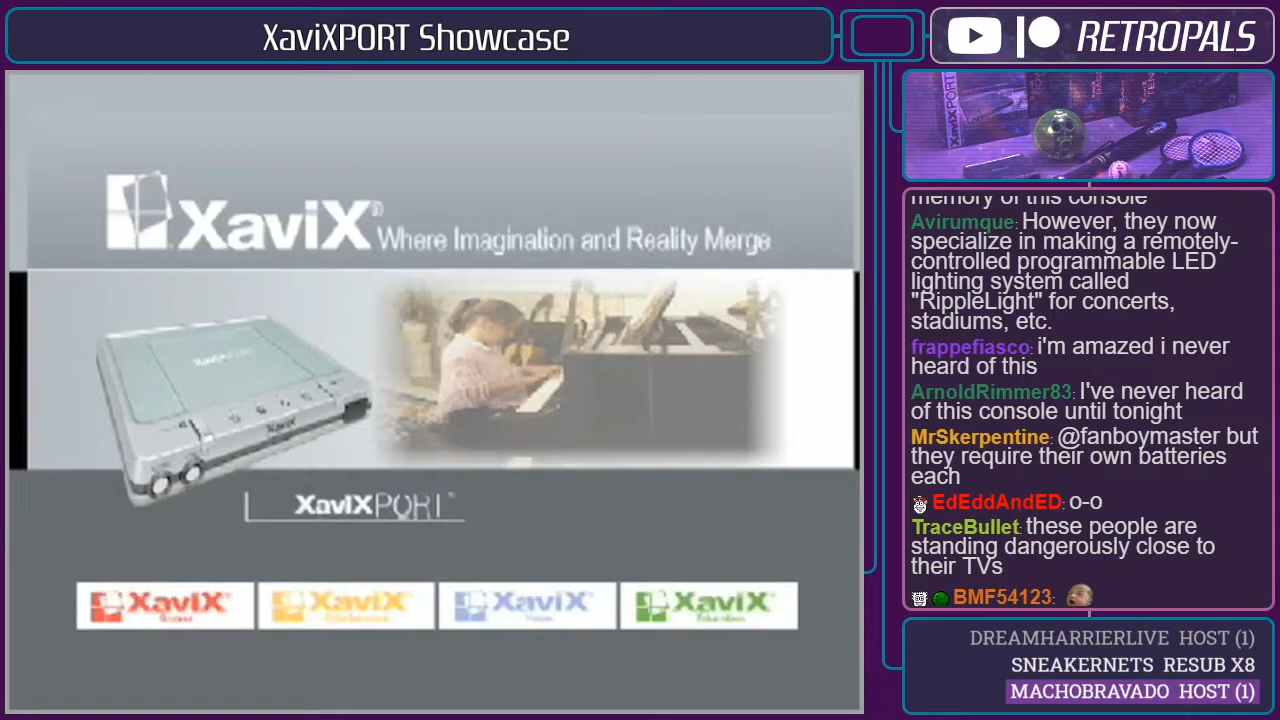 XaviXPORT Showcase
RETROPALS
XaviX®
Where Imagination and Reality Merge
XaviXPORT
XaviX
XaviXPORT
XaviX
XaviX
XaviX
XaviX
memory of this console
Avirumque: However, they now
specialize in making a remotely-
controlled programmable LED
lighting system called
"RippleLight" for concerts,
stadiums, etc.
frappefiasco: i'm amazed i never
heard of this
ArnoldRimmer83: I've never heard
of this console until tonight
MrSkerpentine: @fanboymaster but
they require their own batteries
each
EdEddAndED: o-o
TraceBullet: these people are
standing dangerously close to
their TVs
BMF54123:
DREAMHARRIERLIVE HOST (1)
SNEAKERNETS RESUB X8
MACHOBRAVADO HOST (1)